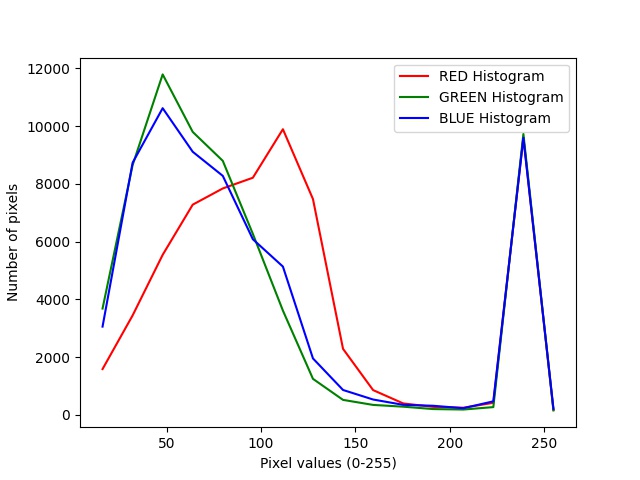 RED Histogram
GREEN Histogram
BLUE Histogram
12000
10000
8000
6000
4000
2000
0
Number of pixels
50 100 150 200 250
Pixel values (0-255)